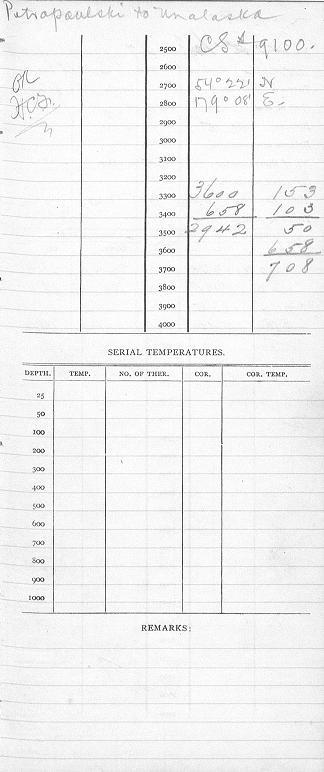 Petropaulski to Unalaska
2500 CS 9100.
2600
OK 2700 54° 22' N
2800 179° 08' E.
2900
3000
3100
3200
3300 3600 153
3400 658 103
3500 2942 50
3600 658
3700 708
3800
3900
4000
SERIAL TEMPERATURES.
DEPTH. TEMP. NO. OF THER. COR. COR. TEMP.
25
50
100
200
300
400
500
600
700
800
900
1000
REMARKS: